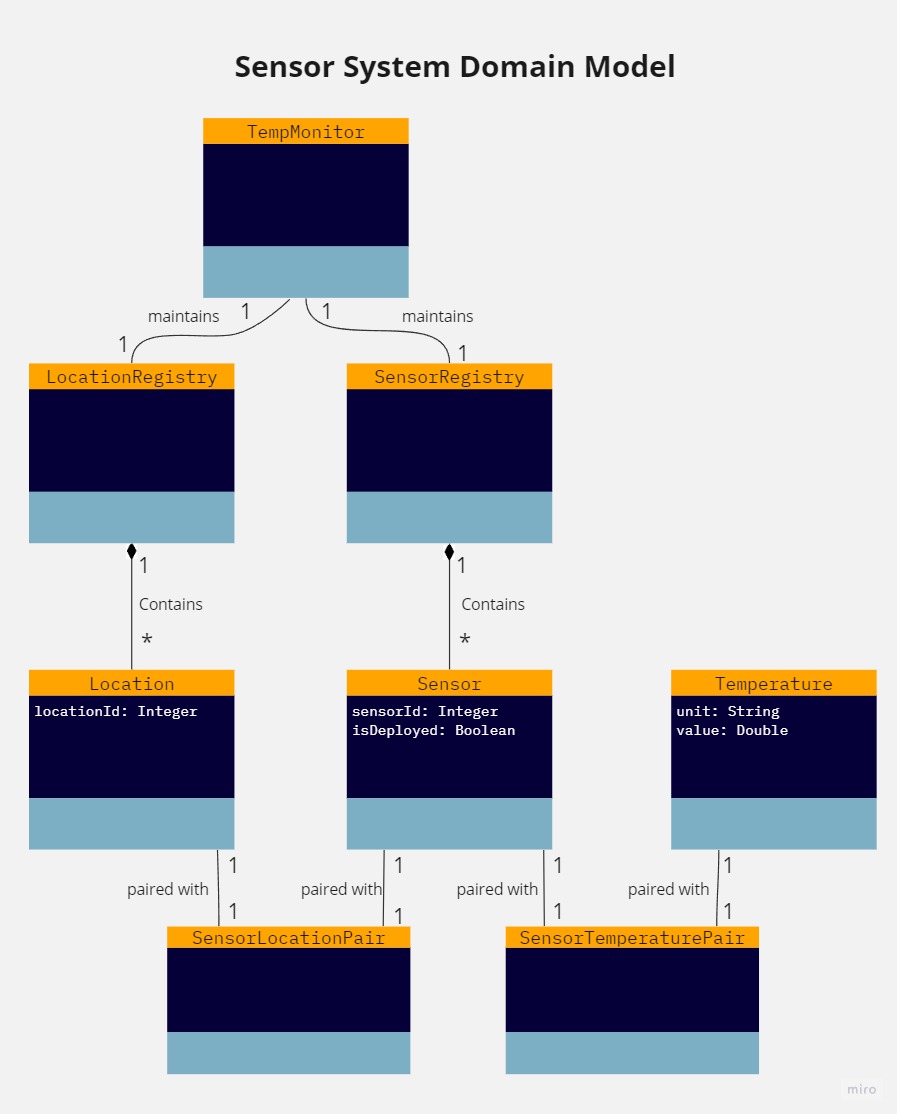 Sensor System Domain Model
TempMonitor
maintains
1
1
maintains
1
1
LocationRegistry
SensorRegistry
1
1
Contains
Contains
*
*
Location
Sensor
Temperature
locationId: Integer
sensorId: Integer
isDeployed: Boolean
unit: String
value: Double
1
1
1
1
paired with
paired with
paired with
paired with
1
1
1
1
SensorLocationPair
SensorTemperaturePair
miro